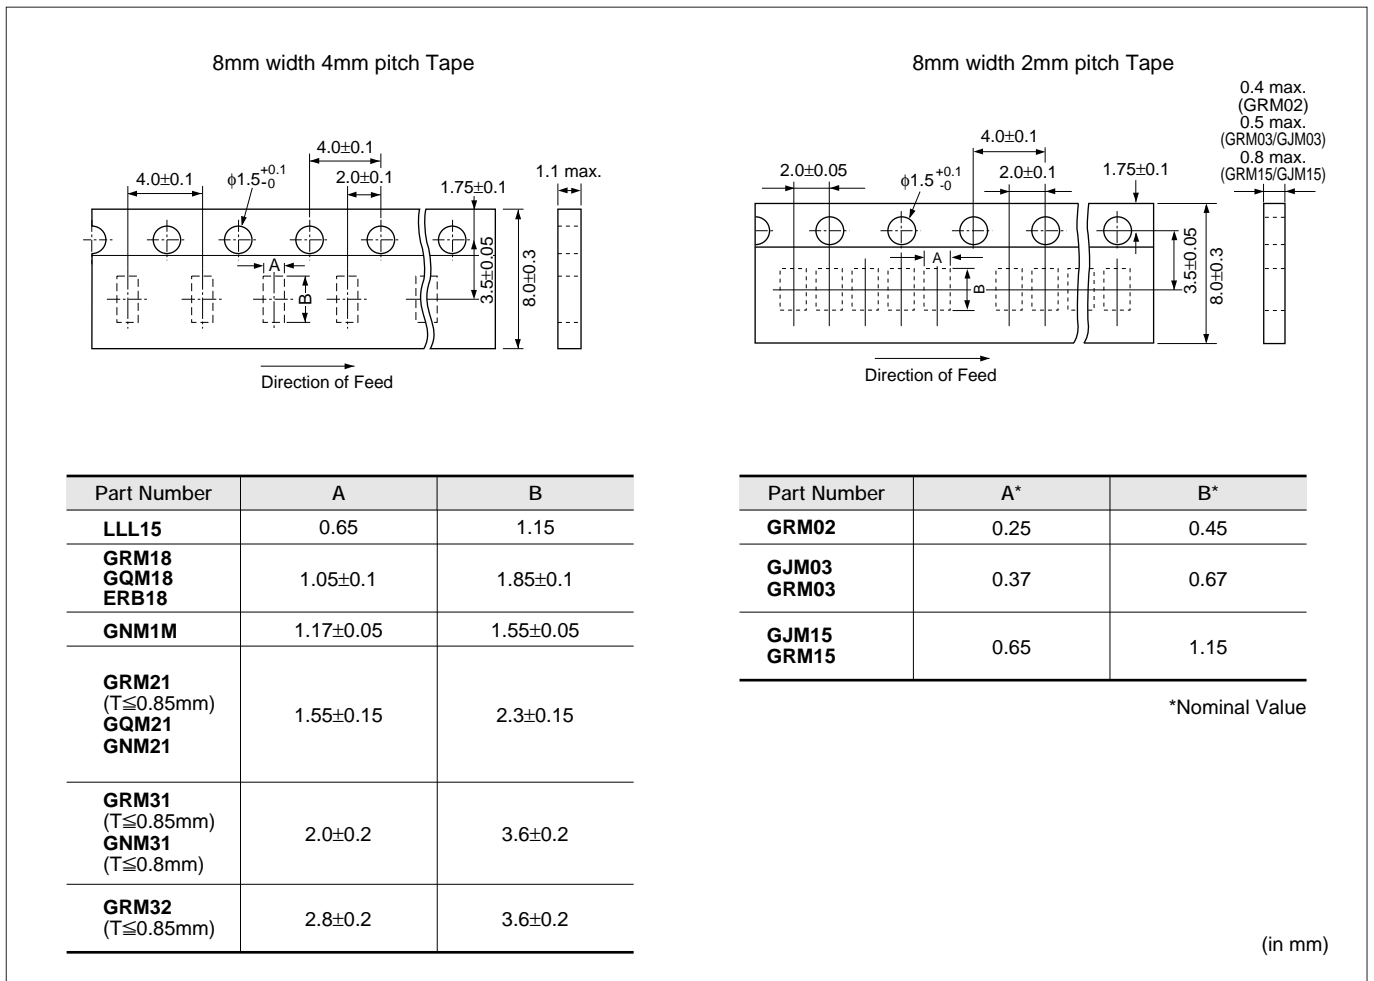 8mm width 4mm pitch Tape
4.0±0.1
4.0±0.1
ϕ1.5+0.1 -0
2.0±0.1
1.75±0.1
1.1 max.
A
B
3.5±0.05
8.0±0.3
Direction of Feed
8mm width 2mm pitch Tape
0.4 max.
(GRM02)
0.5 max.
(GRM03/GJM03)
0.8 max.
(GRM15/GJM15)
4.0±0.1
2.0±0.05
ϕ1.5+0.1 -0
2.0±0.1
1.75±0.1
A
B
3.5±0.05
8.0±0.3
Direction of Feed
Part Number A B
LLL15 0.65 1.15
GRM18
GQM18 1.05±0.1 1.85±0.1
ERB18
GNM1M 1.17±0.05 1.55±0.05
GRM21
(T≦0.85mm)
GQM21 1.55±0.15 2.3±0.15
GNM21
GRM31
(T≦0.85mm)
GNM31 2.0±0.2 3.6±0.2
(T≦0.8mm)
GRM32
(T≦0.85mm) 2.8±0.2 3.6±0.2
Part Number A* B*
GRM02 0.25 0.45
GJM03
GRM03 0.37 0.67
GJM15
GRM15 0.65 1.15
*Nominal Value
(in mm)